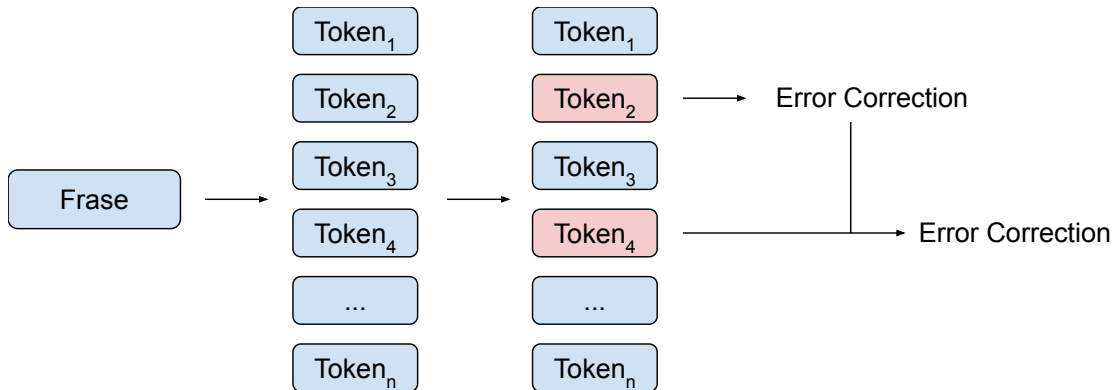 Frase
Token₁
Token₂
Token₃
Token₄
...
Tokenₙ
Token₁
Token₂
Token₃
Token₄
...
Tokenₙ
Error Correction
Error Correction